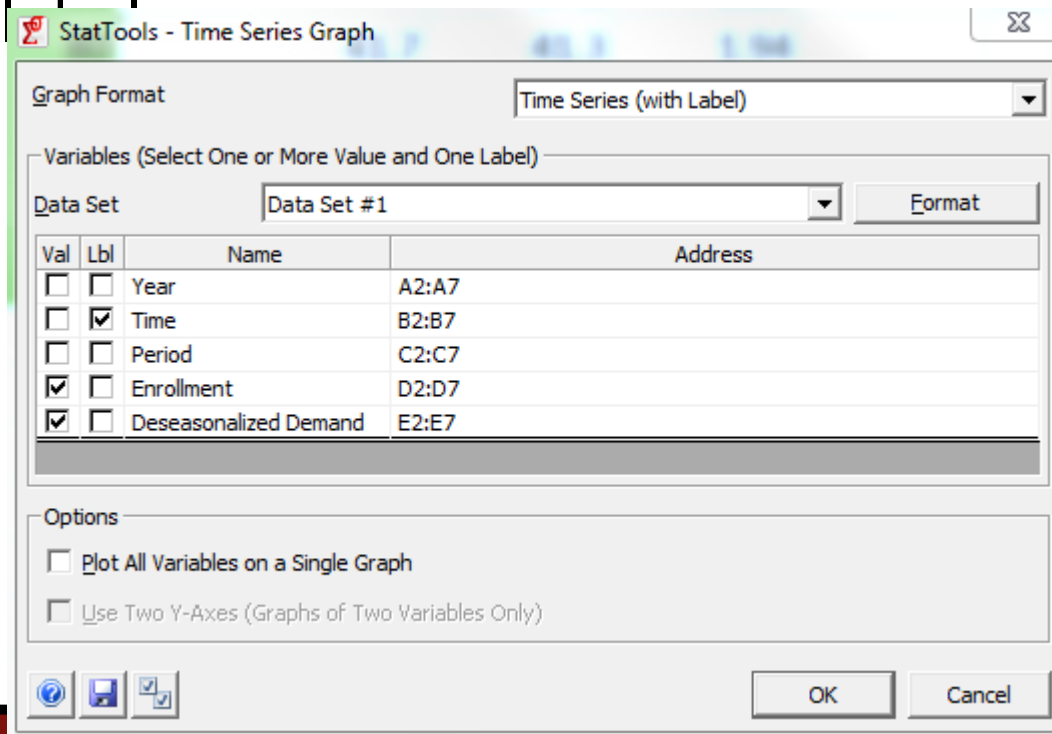 StatTools - Time Series Graph
Graph Format Time Series (with Label)
Variables (Select One or More Value and One Label)
Data Set Data Set #1 Format
Val Lbl Name Address
Year A2:A7
Time B2:B7
Period C2:C7
Enrollment D2:D7
Deseasonalized Demand E2:E7
Options
Plot All Variables on a Single Graph
Use Two Y-Axes (Graphs of Two Variables Only)
OK Cancel